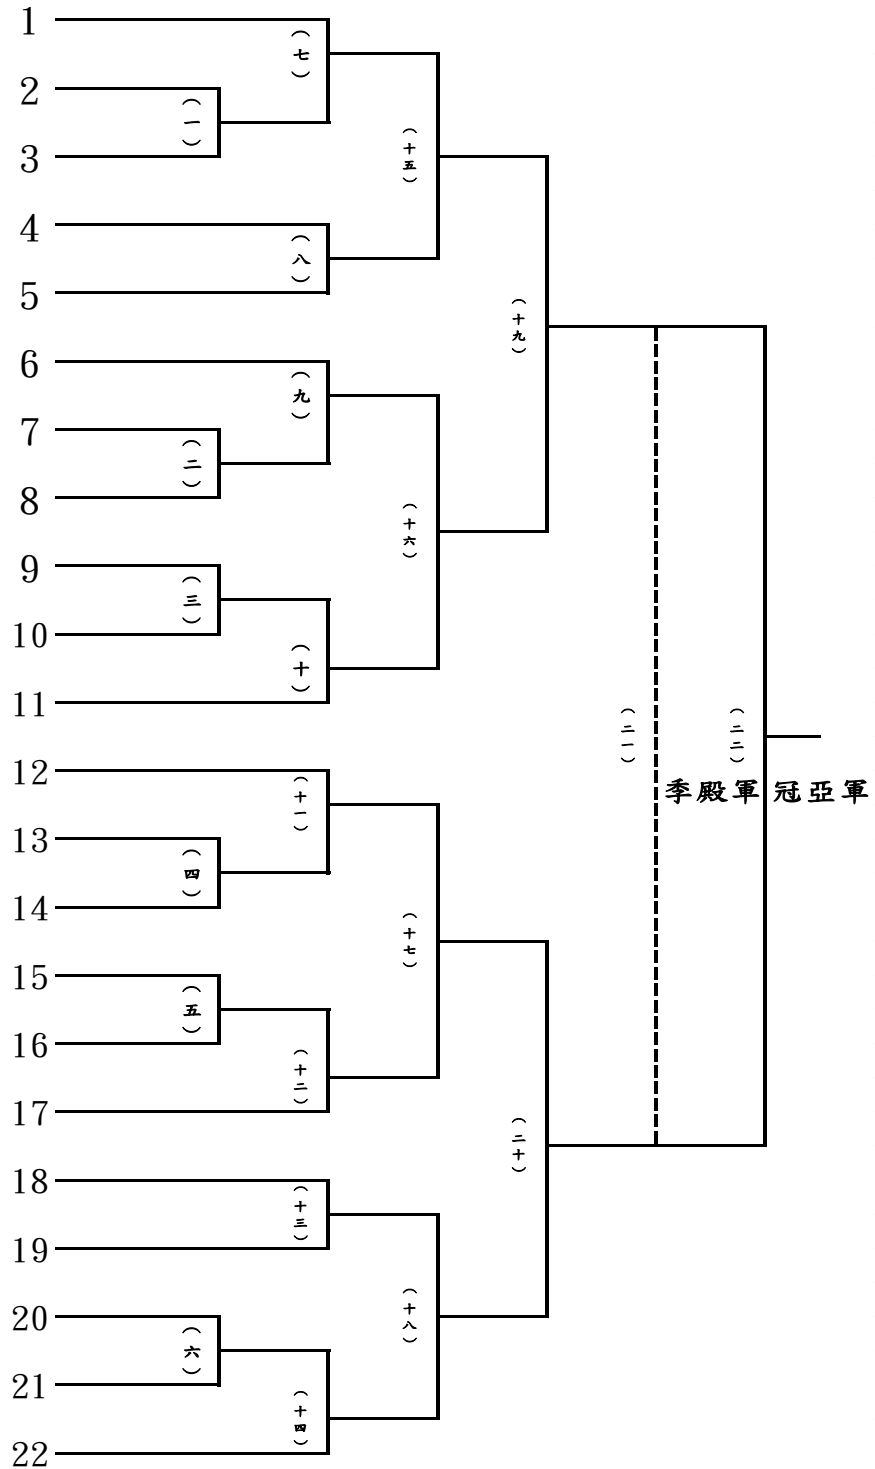 1
2
3
4
5
6
7
8
9
10
11
12
13
14
15
16
17
18
19
20
21
22
(一)
(二)
(三)
(四)
(五)
(六)
(七)
(八)
(九)
(十)
(十一)
(十二)
(十三)
(十四)
(十五)
(十六)
(十七)
(十八)
(十九)
(二十)
(二一)
季殿軍
(二二)
冠亞軍